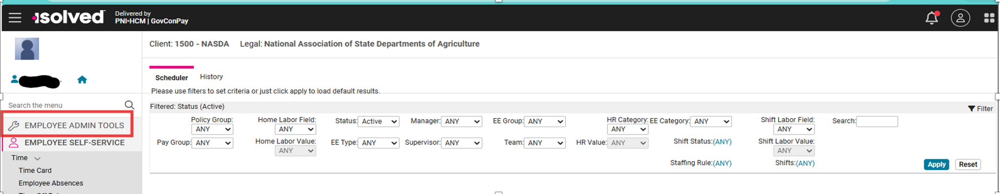 isolved
Delivered by
PNI•HCM | GovConPay
Client: 1500 - NASDA Legal: National Association of State Departments of Agriculture
Scheduler History
Please use filters to set criteria or just click apply to load default results.
Search the menu
Filtered: Status (Active)
Filter
EMPLOYEE ADMIN TOOLS
EMPLOYEE SELF-SERVICE
Time
Time Card
Employee Absences
Policy Group: ANY
Home Labor Field: ANY
Status: Active
Manager: ANY
EE Group: ANY
HR Category: ANY
EE Category: ANY
Shift Labor Field: ANY
Search:
Pay Group: ANY
Home Labor Value: ANY
EE Type: ANY
Supervisor: ANY
Team: ANY
HR Value: ANY
Shift Status:(ANY)
Shift Labor Value: ANY
Staffing Rule:(ANY)
Shifts:(ANY)
Apply
Reset